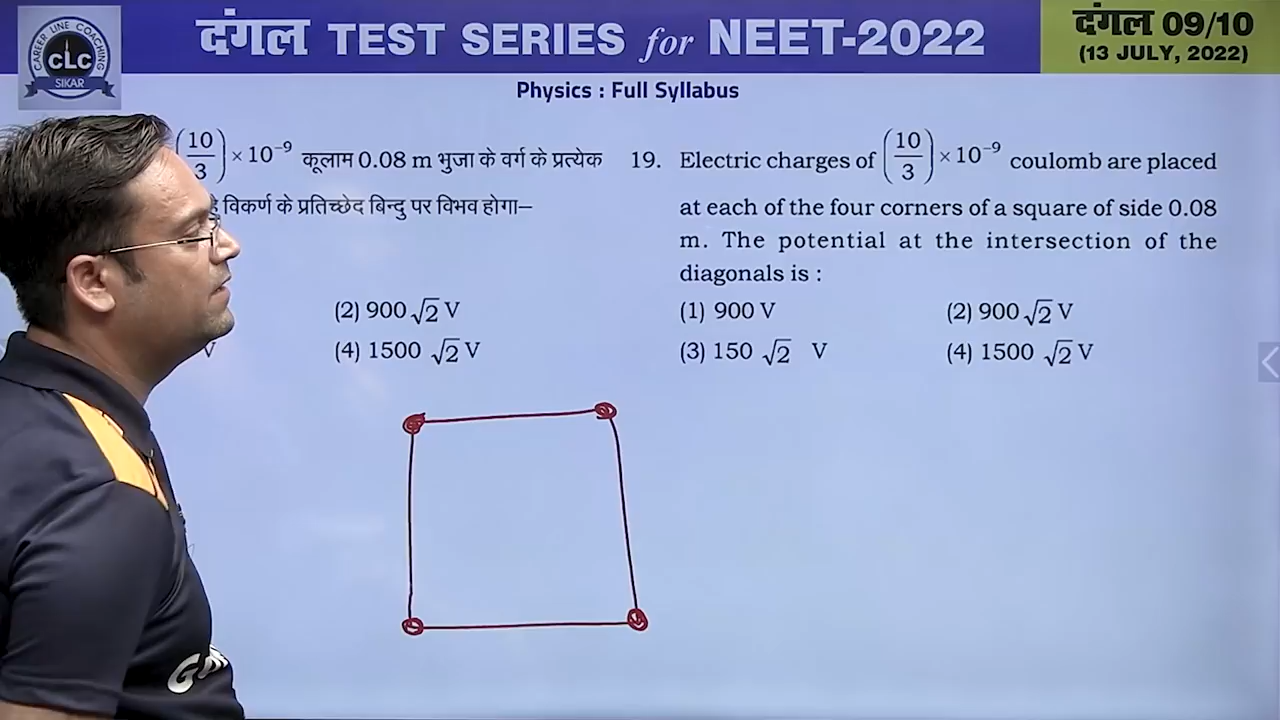 दंगल TEST SERIES for NEET-2022
दंगल 09/10
(13 JULY, 2022)
CAREER LINE COACHING
CLC
SIKAR
Physics : Full Syllabus
(10/3) × 10⁻⁹ कूलाम 0.08 m भुजा के वर्ग के प्रत्येक
विकर्ण के प्रतिच्छेद बिन्दु पर विभव होगा–
(2) 900 √2 V
V
(4) 1500 √2 V
19. Electric charges of (10/3) × 10⁻⁹ coulomb are placed
at each of the four corners of a square of side 0.08
m. The potential at the intersection of the
diagonals is :
(1) 900 V (2) 900 √2 V
(3) 150 √2 V (4) 1500 √2 V